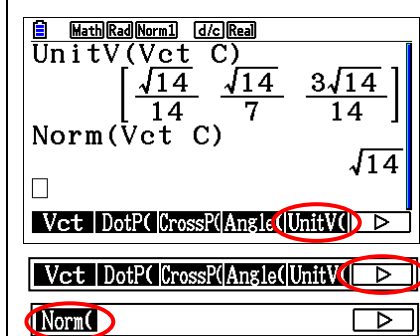 Math Rad Norm1 d/c Real
UnitV(Vct C)
[√14/14 √14/7 3√14/14]
Norm(Vct C)
√14
Vct DotP( CrossP( Angle( UnitV( ▷
Vct DotP( CrossP( Angle( UnitV( ▷
Norm( ▷